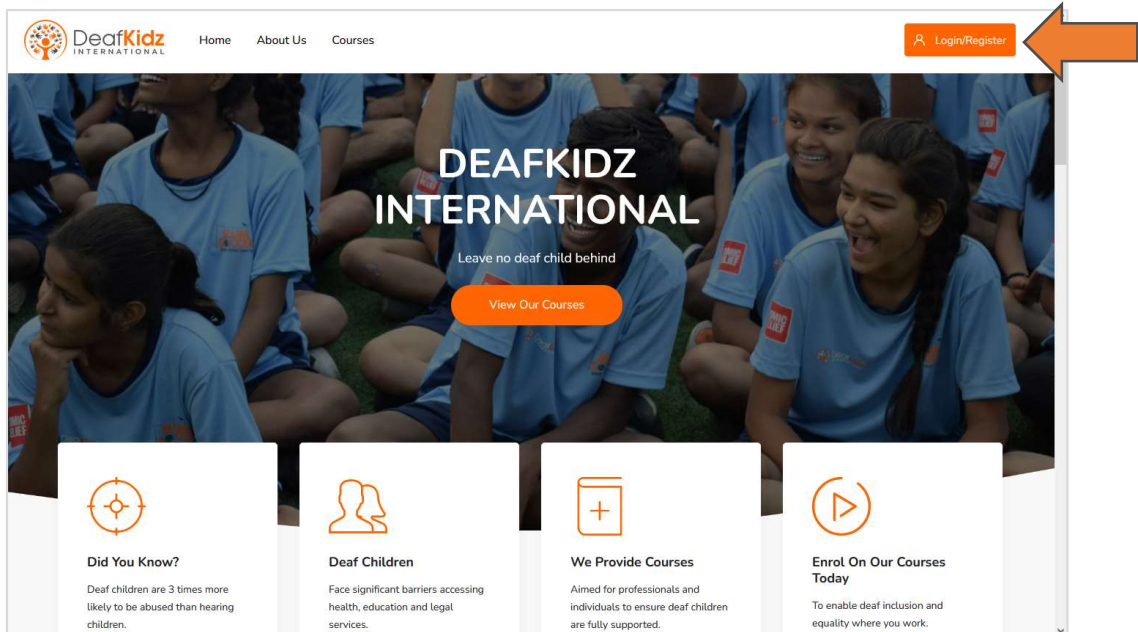 DeafKidz
INTERNATIONAL
Home About Us Courses
Login/Register
DEAFKIDZ
INTERNATIONAL
Leave no deaf child behind
View Our Courses
Did You Know?
Deaf children are 3 times more
likely to be abused than hearing
children.
Deaf Children
Face significant barriers accessing
health, education and legal
services.
We Provide Courses
Aimed for professionals and
individuals to ensure deaf children
are fully supported.
Enrol On Our Courses
Today
To enable deaf inclusion and
equality where you work.